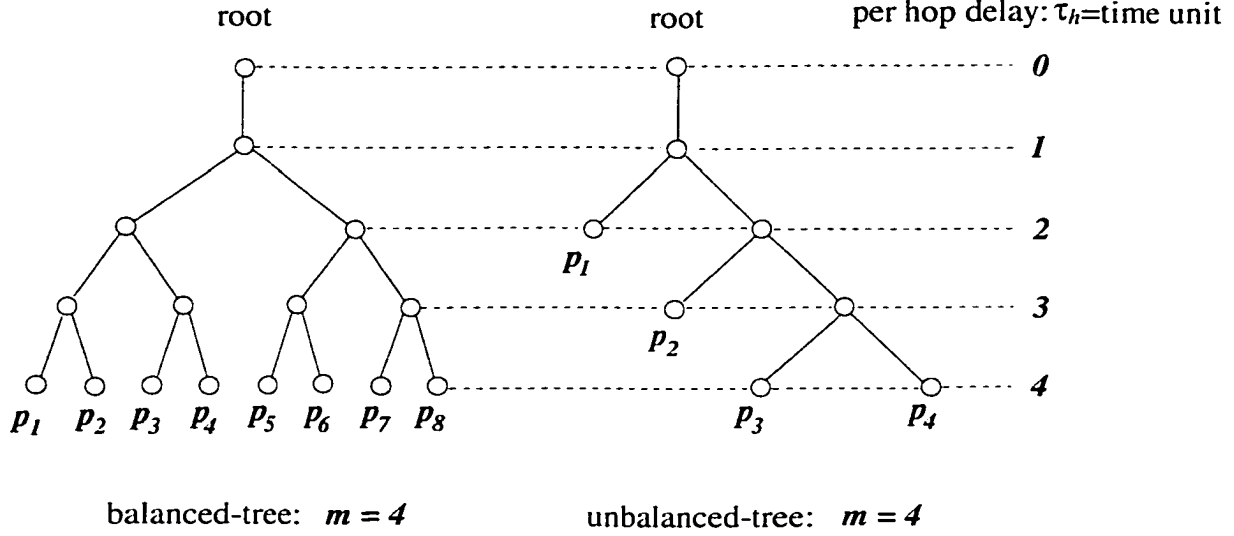 root root per hop delay: τh=time unit
0
1
2
p1
3
p2
4
p1 p2 p3 p4 p5 p6 p7 p8 p3 p4
balanced-tree: m = 4 unbalanced-tree: m = 4